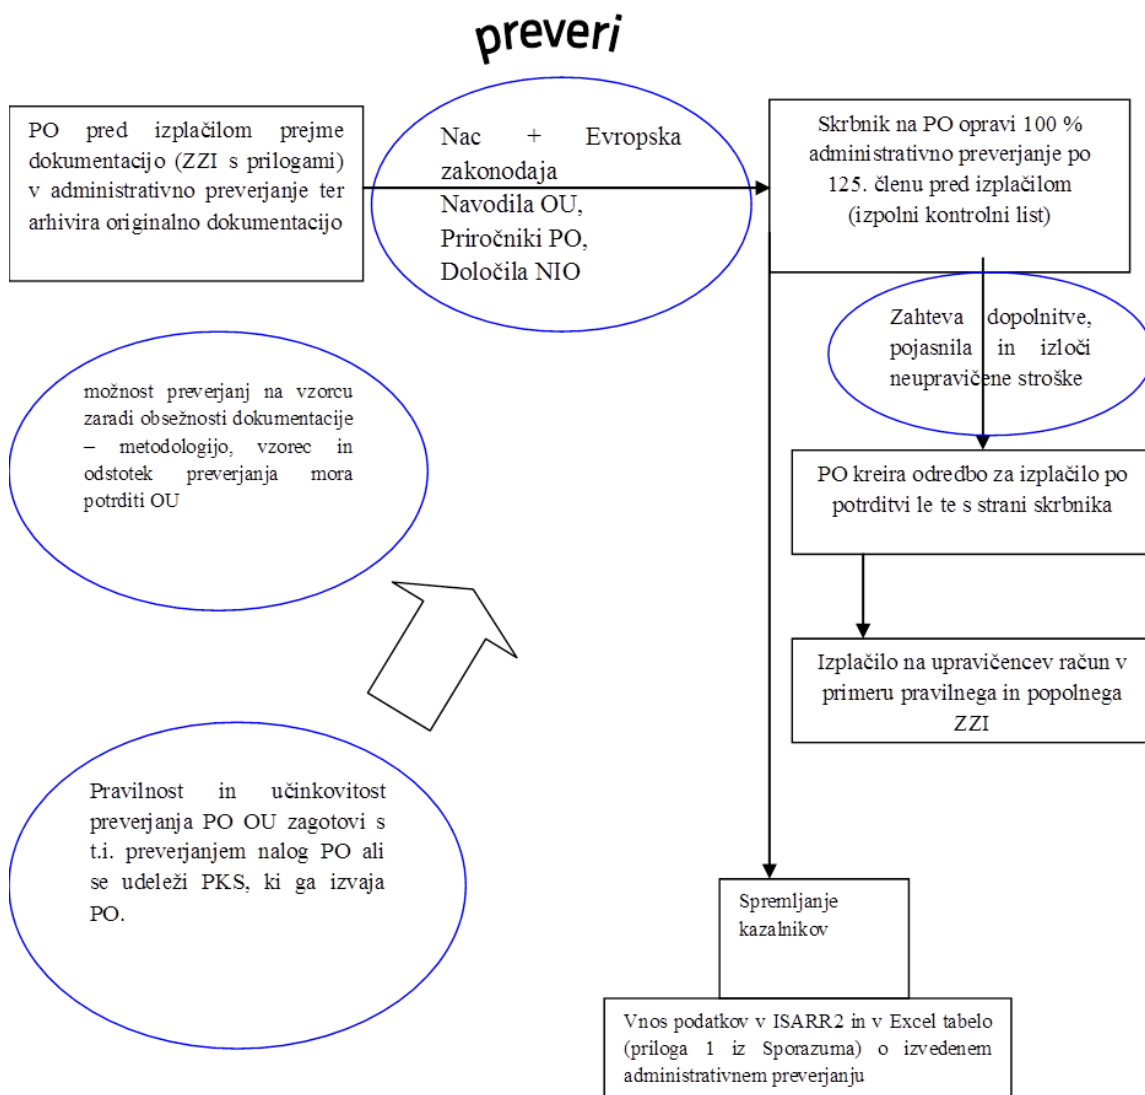 preveri
PO pred izplačilom prejme
dokumentacijo (ZZI s prilogami)
v administrativno preverjanje ter
arhivira originalno dokumentacijo
Nac + Evropska
zakonodaja
Navodila OU,
Priročniki PO,
Določila NIO
Skrbnik na PO opravi 100 %
administrativno preverjanje po
125. členu pred izplačilom
(izpolni kontrolni list)
Zahteva dopolnitve,
pojasnila in izloči
neupravičene stroške
možnost preverjanj na vzorcu
zaradi obsežnosti dokumentacije
– metodologijo, vzorec in
odstotek preverjanja mora
potrditi OU
PO kreira odredbo za izplačilo po
potrditvi le te s strani skrbnika
Izplačilo na upravičencev račun v
primeru pravilnega in popolnega
ZZI
Pravilnost in učinkovitost
preverjanja PO OU zagotovi s
t.i. preverjanjem nalog PO ali
se udeleži PKS, ki ga izvaja
PO.
Spremljanje
kazalnikov
Vnos podatkov v ISARR2 in v Excel tabelo
(priloga 1 iz Sporazuma) o izvedenem
administrativnem preverjanju